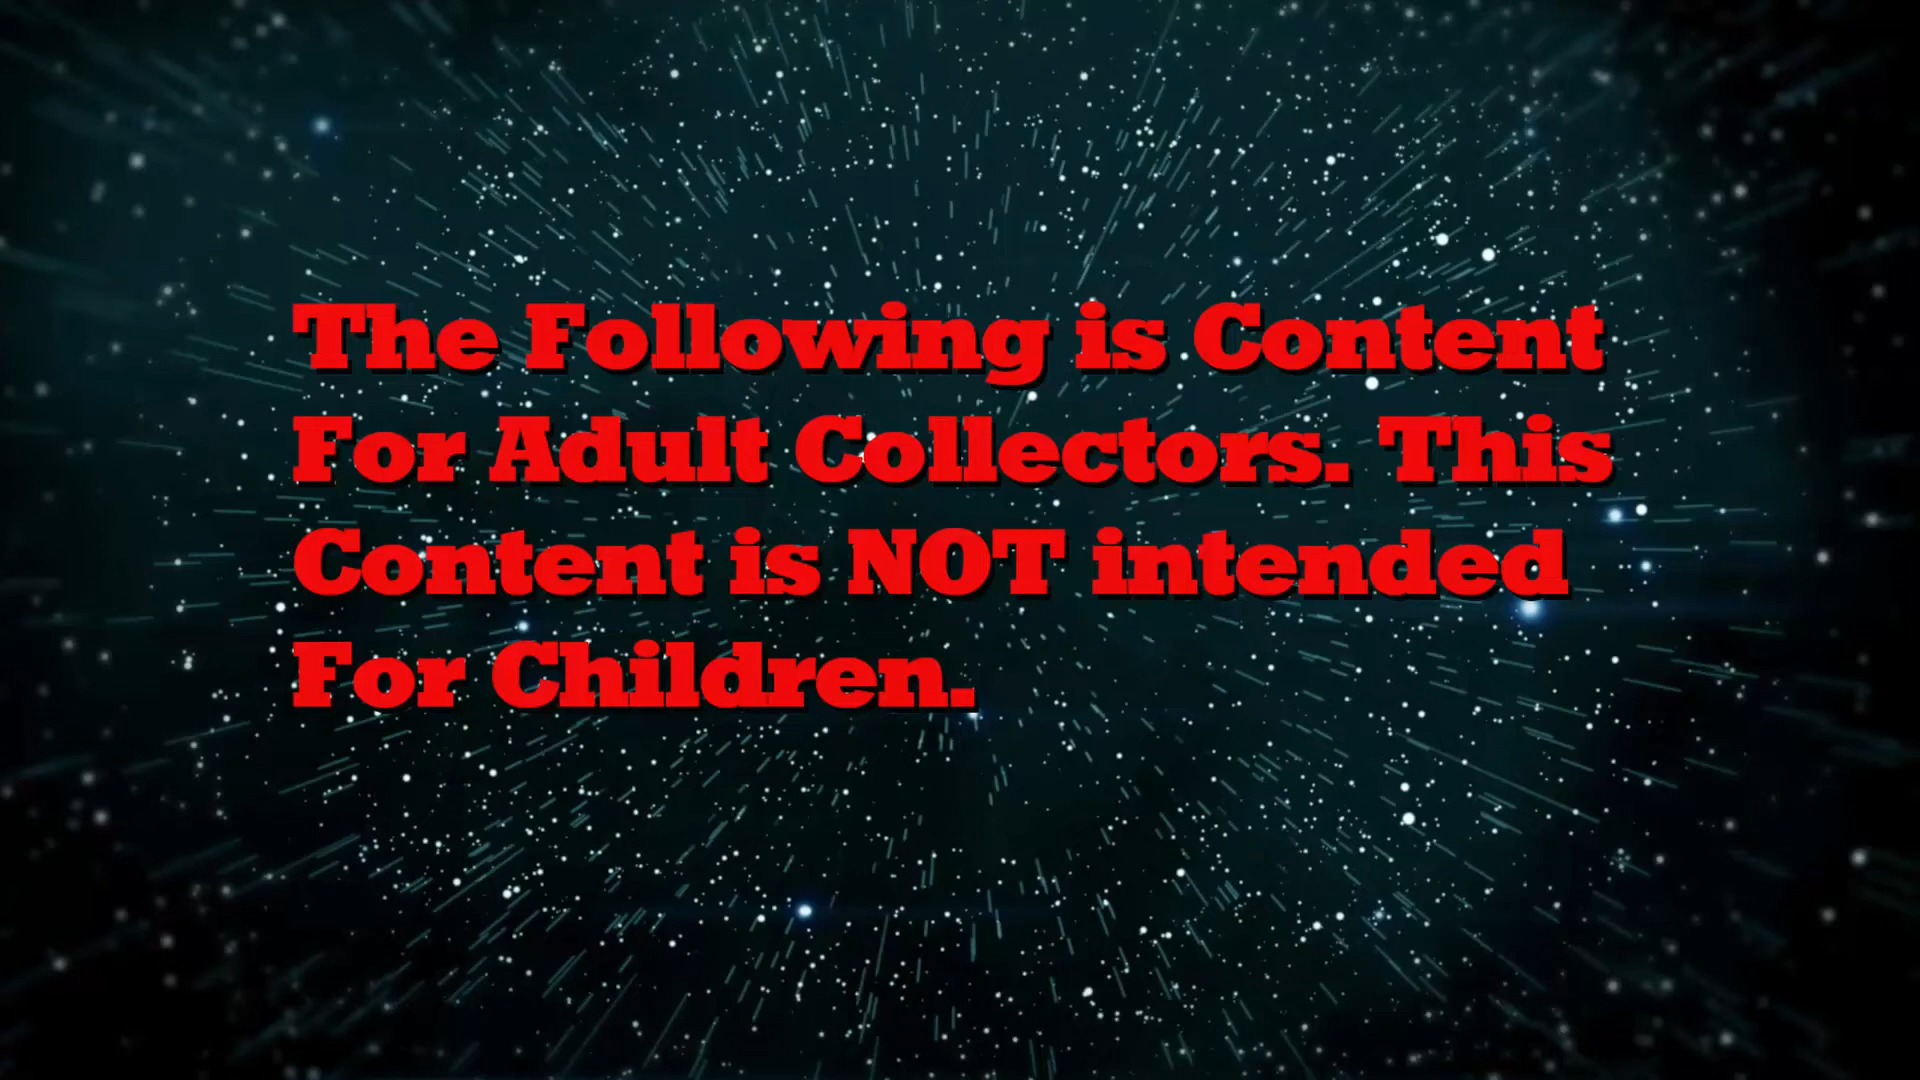 The Following is Content
For Adult Collectors. This
Content is NOT intended
For Children.